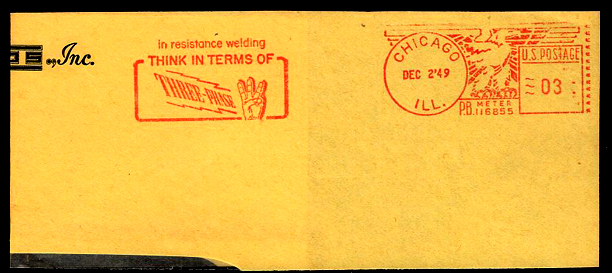 Co., Inc.
in resistance welding
THINK IN TERMS OF
THREE-PHASE
CHICAGO
DEC 2'49
ILL.
P.B. METER
116855
U.S. POSTAGE
03